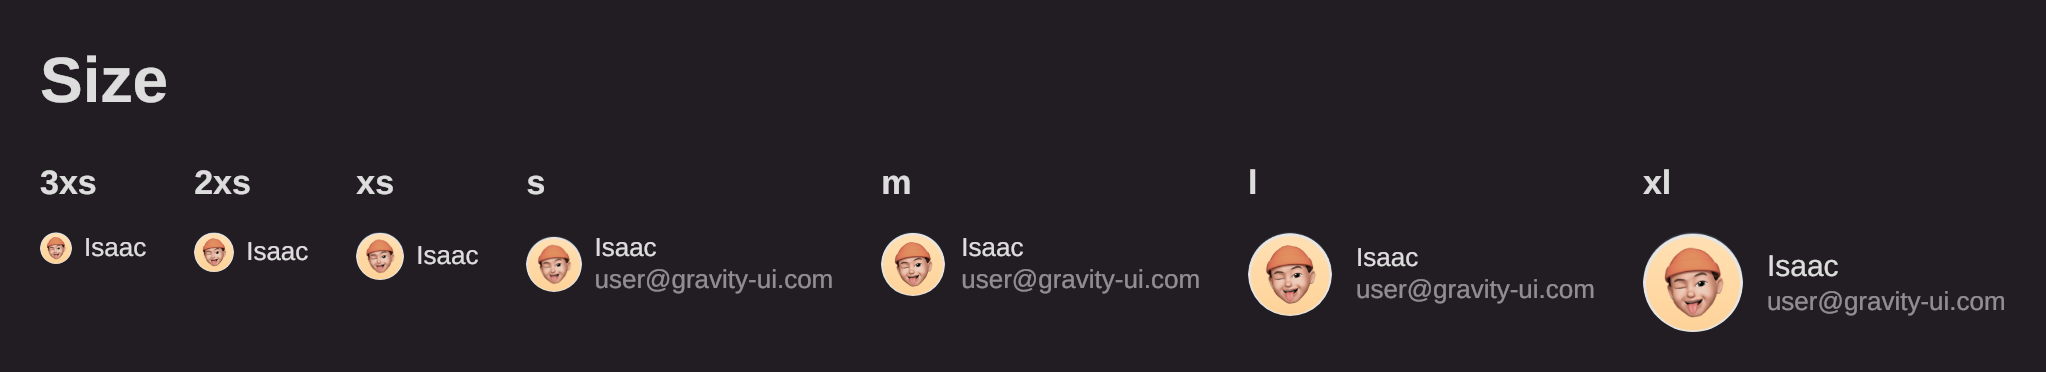 Size
3xs 2xs xs s m l xl
Isaac Isaac Isaac Isaac Isaac Isaac Isaac
user@gravity-ui.com user@gravity-ui.com user@gravity-ui.com user@gravity-ui.com